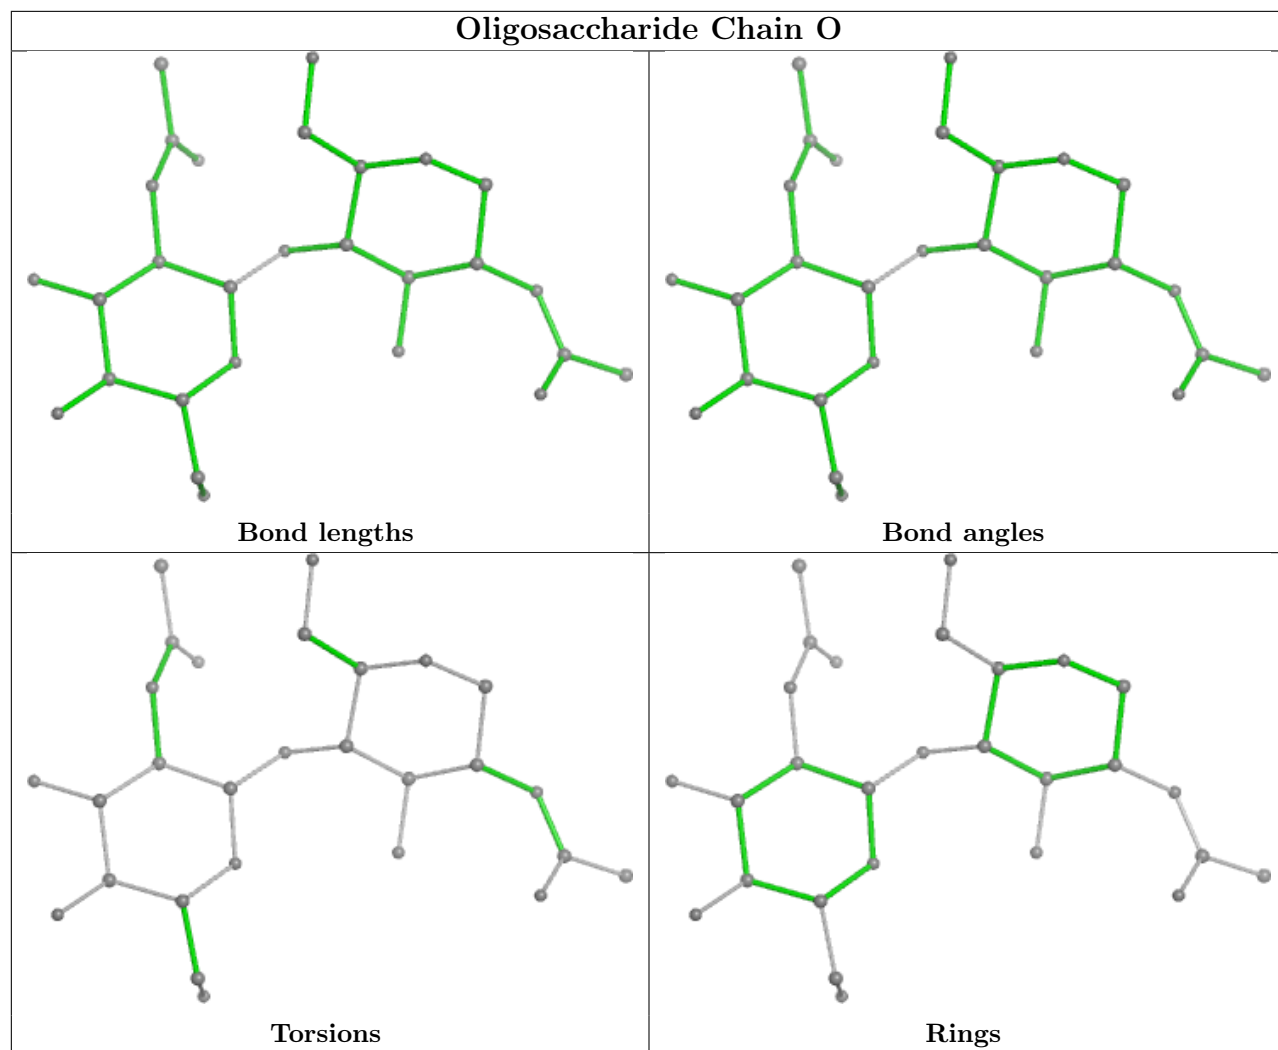 Oligosaccharide Chain O
Bond lengths
Bond angles
Torsions
Rings